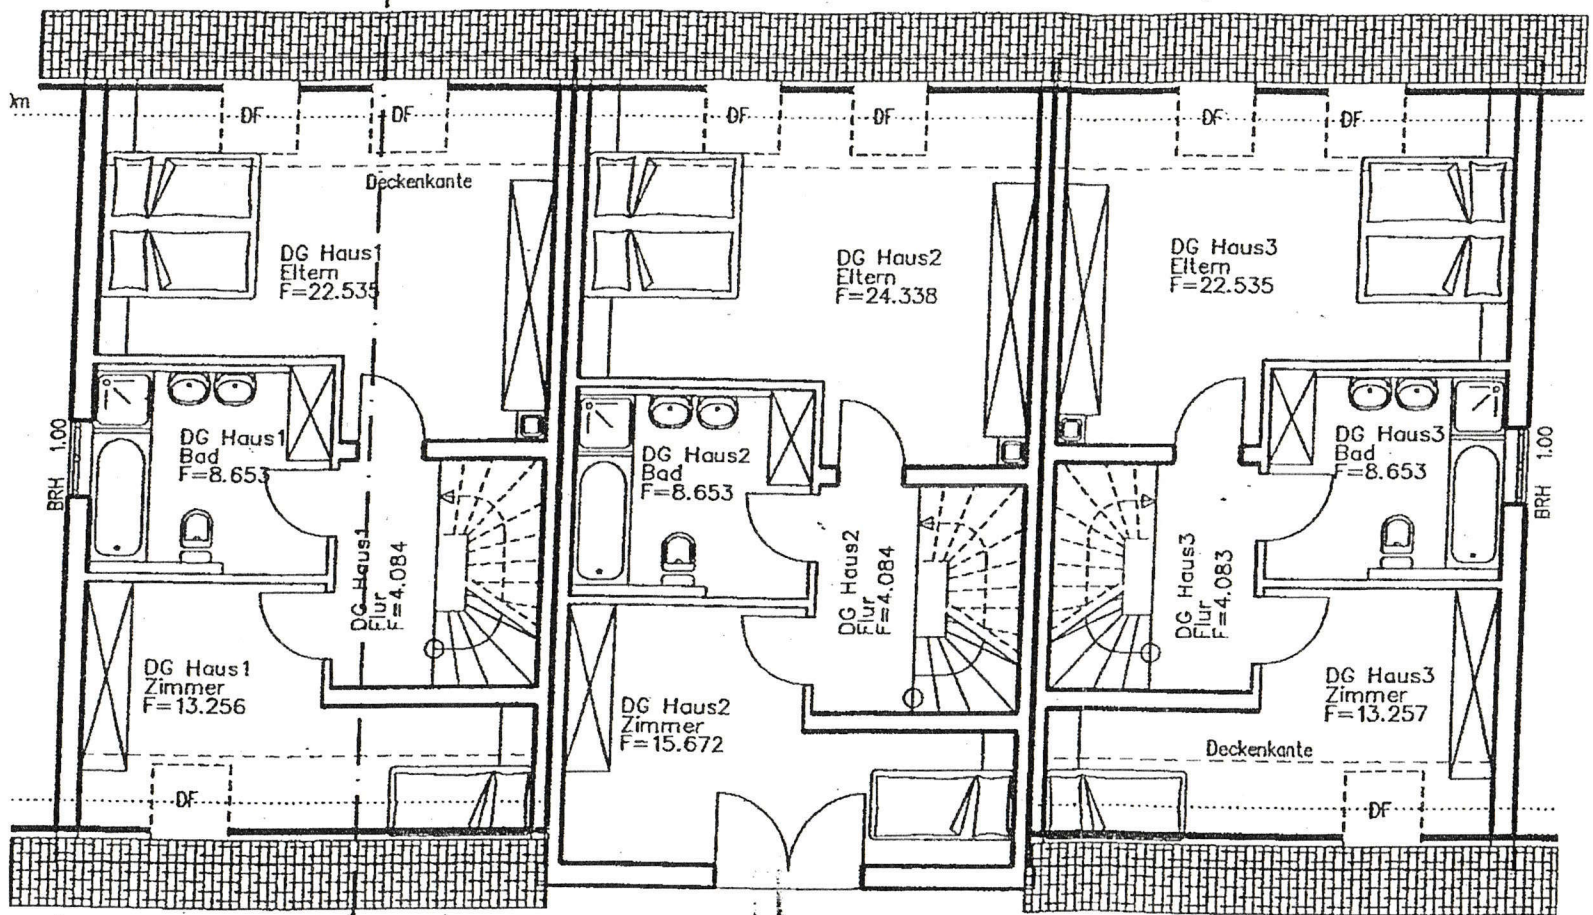 DF
DF
DF
DF
DF
DF
Deckenkante
DG Haus1
Eltern
F=22.535
DG Haus2
Eltern
F=24.338
DG Haus3
Eltern
F=22.535
BRH 1.00
DG Haus1
Bad
F=8.653
DG Haus2
Bad
F=8.653
DG Haus3
Bad
F=8.653
BRH 1.00
DG Haus1
Flur
F=4.084
DG Haus2
Flur
F=4.084
DG Haus3
Flur
F=4.083
DG Haus1
Zimmer
F=13.256
DG Haus2
Zimmer
F=15.672
DG Haus3
Zimmer
F=13.257
Deckenkante
DF
DF